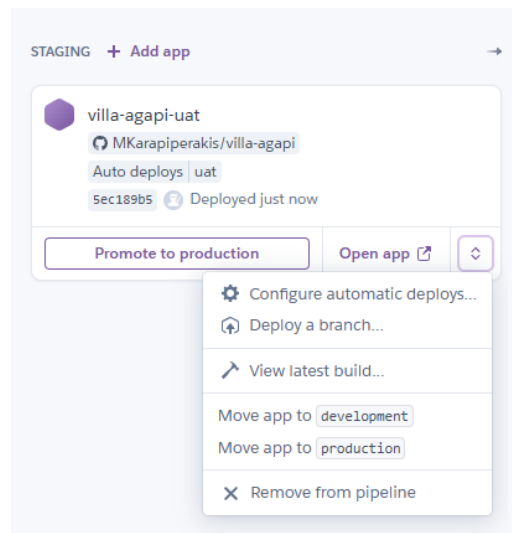 STAGING + Add app
villa-agapi-uat
MKarapiperakis/villa-agapi
Auto deploys uat
5ec189b5 Deployed just now
Promote to production Open app
Configure automatic deploys...
Deploy a branch...
View latest build...
Move app to development
Move app to production
Remove from pipeline